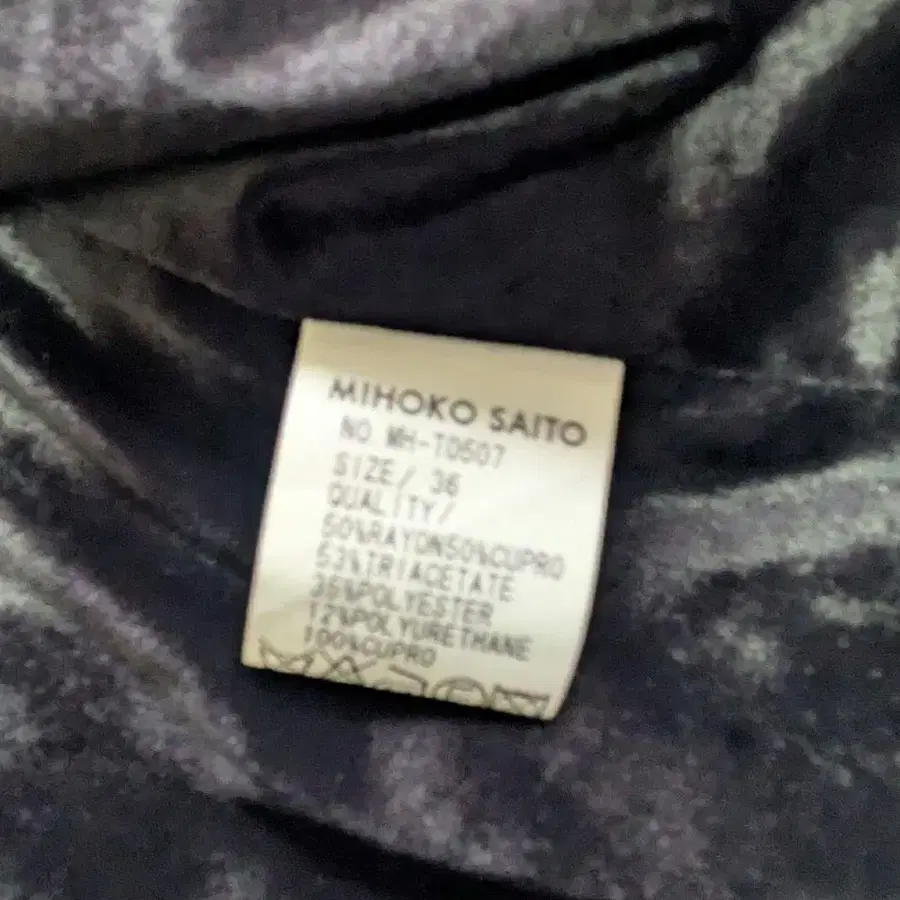 MIHOKO SAITO
NO MH-T0507
SIZE/ 36
QUALITY/
50%RAYON50%CUPRO
53%TRIACETATE
35%POLYESTER
12%POLYURETHANE
100%CUPRO